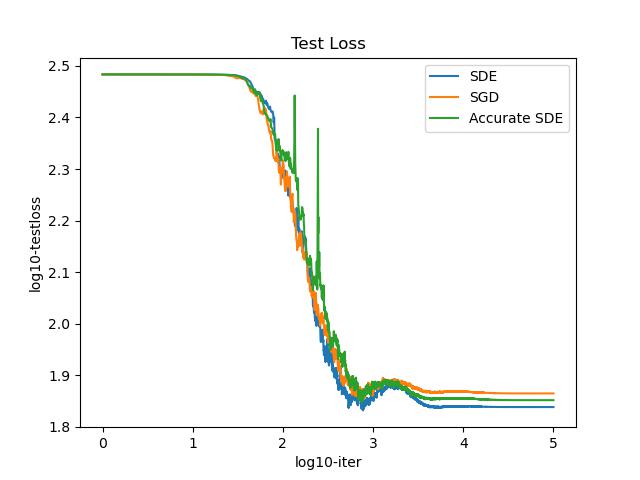 Test Loss
2.5
2.4
2.3
2.2
2.1
2.0
1.9
1.8
log10-testloss
SDE
SGD
Accurate SDE
0 1 2 3 4 5
log10-iter